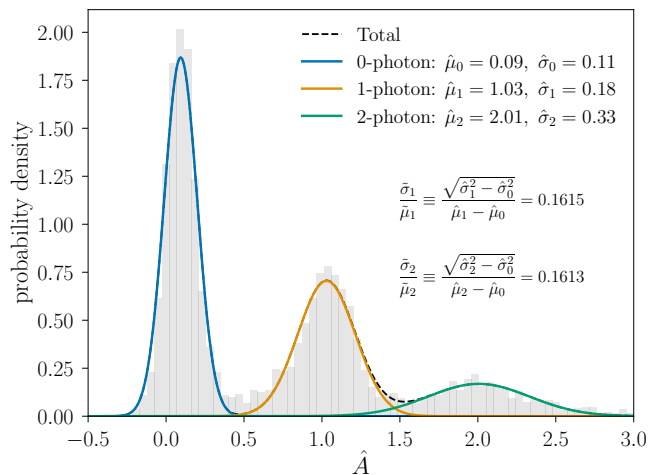 Total
0-photon: μ̂₀ = 0.09, σ̂₀ = 0.11
1-photon: μ̂₁ = 1.03, σ̂₁ = 0.18
2-photon: μ̂₂ = 2.01, σ̂₂ = 0.33
σ̃₁/μ̃₁ ≡ √(σ̂₁² − σ̂₀²)/(μ̂₁ − μ̂₀) = 0.1615
σ̃₂/μ̃₂ ≡ √(σ̂₂² − σ̂₀²)/(μ̂₂ − μ̂₀) = 0.1613
probability density
2.00
1.75
1.50
1.25
1.00
0.75
0.50
0.25
0.00
−0.5 0.0 0.5 1.0 1.5 2.0 2.5 3.0
Â